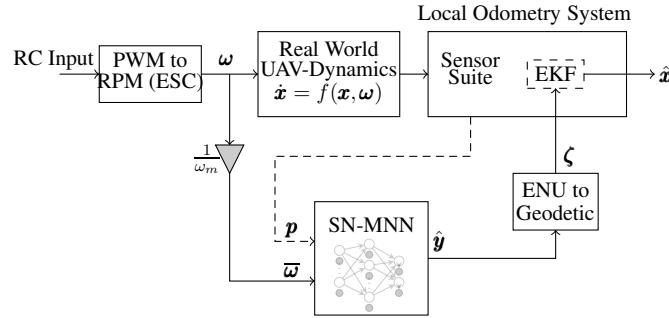 Local Odometry System
RC Input
PWM to
RPM (ESC)
ω
Real World
UAV-Dynamics
ẋ = f(x, ω)
Sensor
Suite
EKF
x̂
1/ω_m
ζ
ENU to
Geodetic
p
SN-MNN
ŷ
ω̅